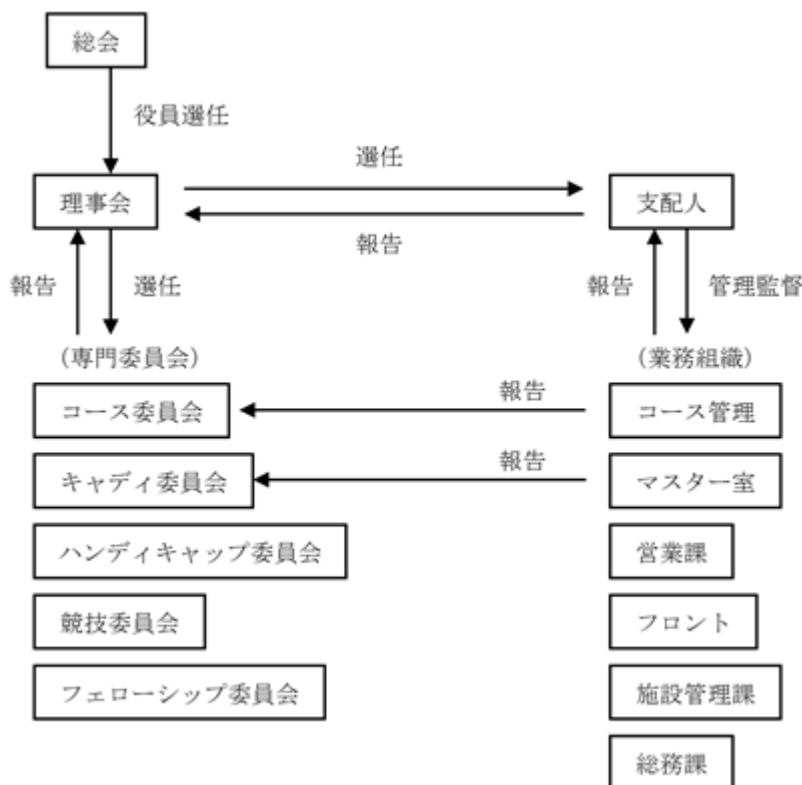 総会
役員選任
選任
理事会
支配人
報告
報告
選任
報告
管理監督
(専門委員会)
(業務組織)
コース委員会
報告
コース管理
キャディ委員会
報告
マスター室
ハンディキャップ委員会
営業課
競技委員会
フロント
フェローシップ委員会
施設管理課
総務課